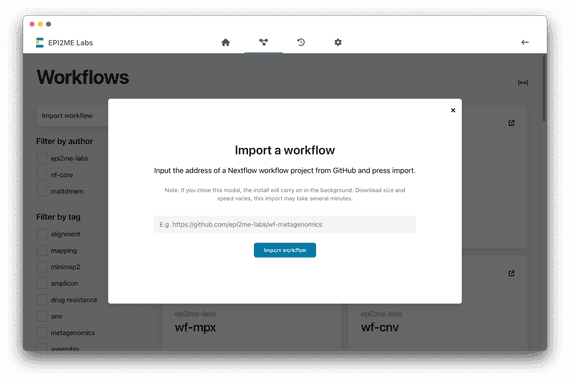 EPI2ME Labs
Workflows
Import workflow
Filter by author
epi2me-labs
nf-core
mattdmem
Filter by tag
alignment
mapping
minimap2
amplicon
drug resistance
amr
metagenomics
assembly
Import a workflow
Input the address of a Nextflow workflow project from GitHub and press import.
Note: If you close this modal, the install will carry on in the background. Download size and
speed varies, this import may take several minutes.
E.g. https://github.com/epi2me-labs/wf-metagenomics
Import workflow
epi2me-labs
wf-mpx
epi2me-labs
wf-cnv